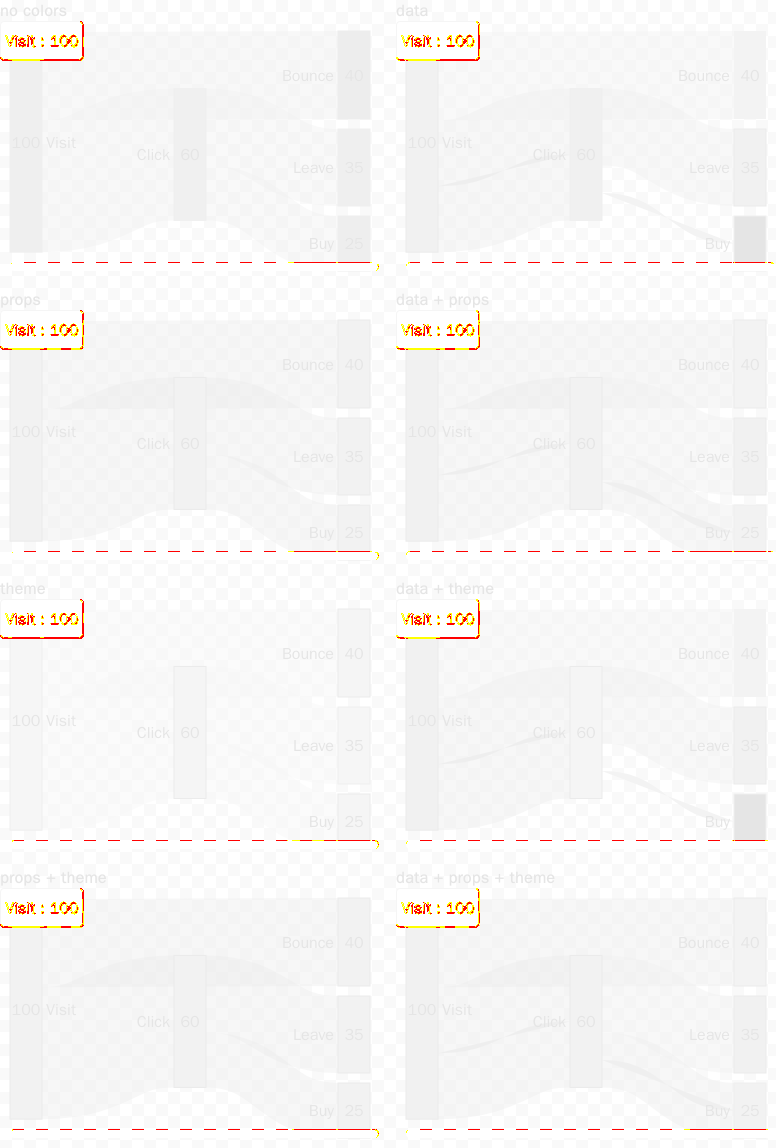 no colors
Visit : 100
Bounce 40
100 Visit
Click 60
Leave 35
Buy 25
data
Visit : 100
Bounce 40
100 Visit
Click 60
Leave 35
Buy
props
Visit : 100
Bounce 40
100 Visit
Click 60
Leave 35
Buy 25
data + props
Visit : 100
Bounce 40
100 Visit
Click 60
Leave 35
Buy 25
theme
Visit : 100
Bounce 40
100 Visit
Click 60
Leave 35
Buy 25
data + theme
Visit : 100
Bounce 40
100 Visit
Click 60
Leave 35
Buy
props + theme
Visit : 100
Bounce 40
100 Visit
Click 60
Leave 35
Buy 25
data + props + theme
Visit : 100
Bounce 40
100 Visit
Click 60
Leave 35
Buy 25